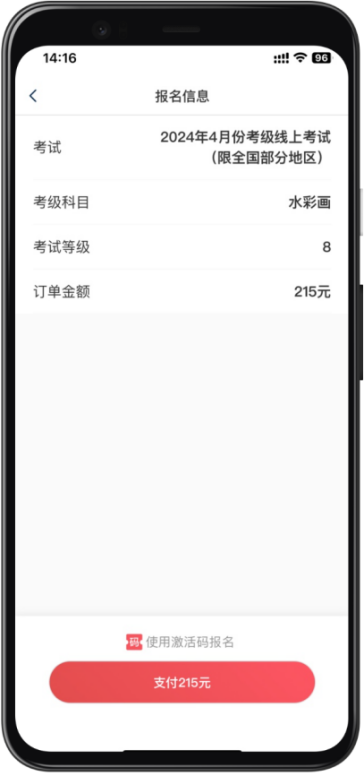 14:16
96
报名信息
考试
2024年4月份考级线上考试
（限全国部分地区）
考级科目
水彩画
考试等级
8
订单金额
215元
码 使用激活码报名
支付215元